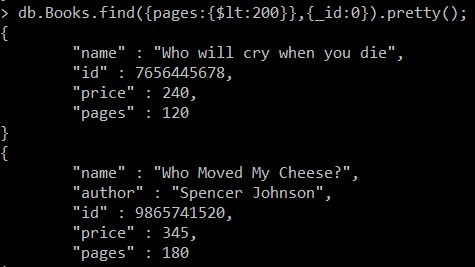 > db.Books.find({pages:{$lt:200}},{_id:0}).pretty();
{
        "name" : "Who will cry when you die",
        "id" : 7656445678,
        "price" : 240,
        "pages" : 120
}
{
        "name" : "Who Moved My Cheese?",
        "author" : "Spencer Johnson",
        "id" : 9865741520,
        "price" : 345,
        "pages" : 180